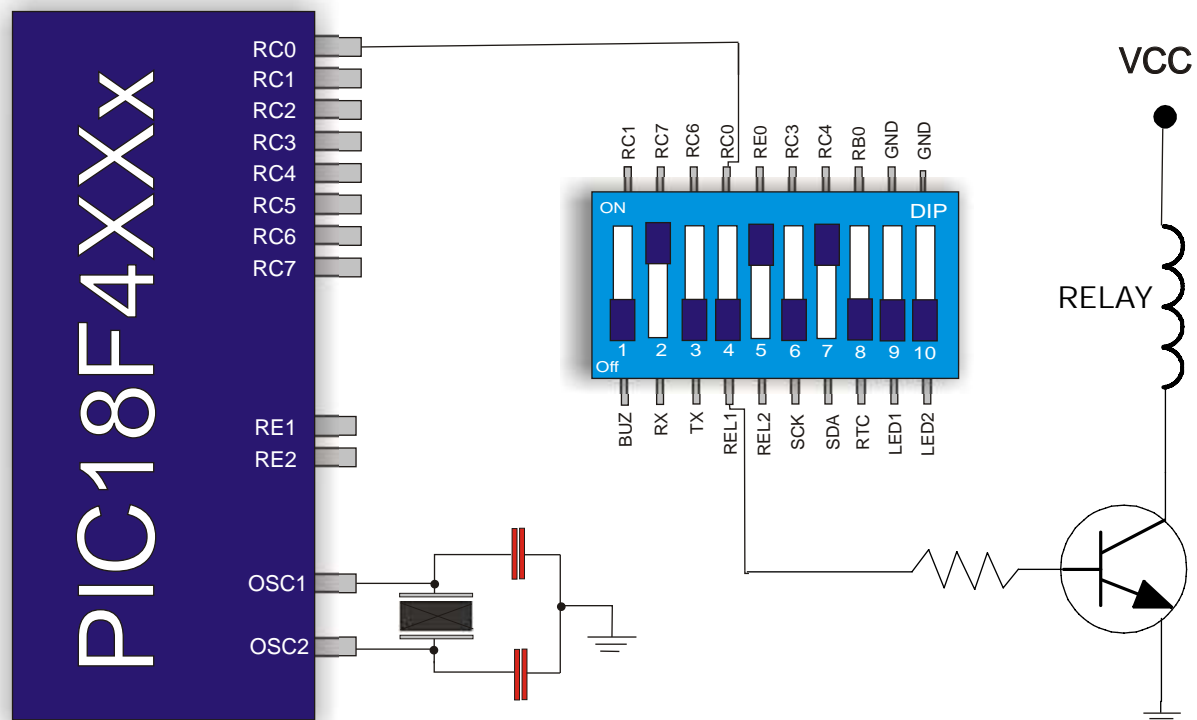 PIC18F4XXx
RC0
RC1
RC2
RC3
RC4
RC5
RC6
RC7
RE1
RE2
OSC1
OSC2
RC1
RC7
RC6
RC0
RE0
RC3
RC4
RB0
GND
GND
ON
DIP
1 2 3 4 5 6 7 8 9 10
Off
BUZ
RX
TX
REL1
REL2
SCK
SDA
RTC
LED1
LED2
VCC
RELAY